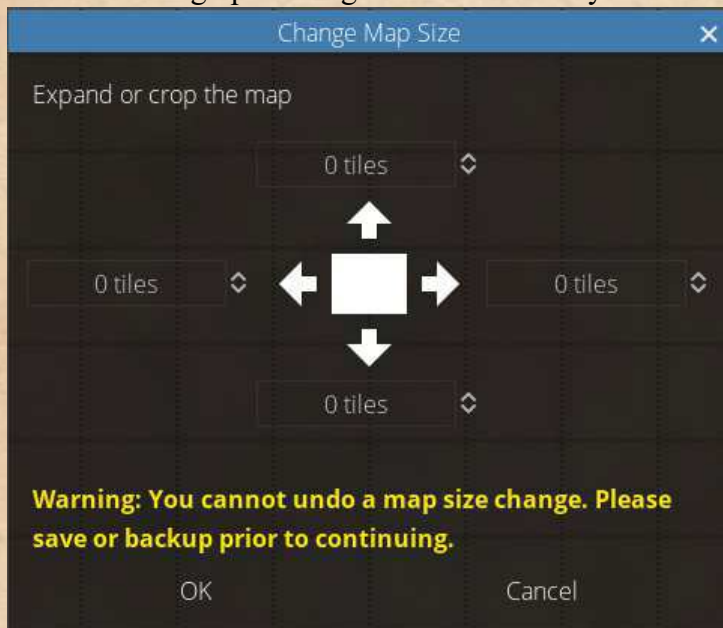 Change Map Size
Expand or crop the map
0 tiles
0 tiles
0 tiles
0 tiles
Warning: You cannot undo a map size change. Please
save or backup prior to continuing.
OK Cancel